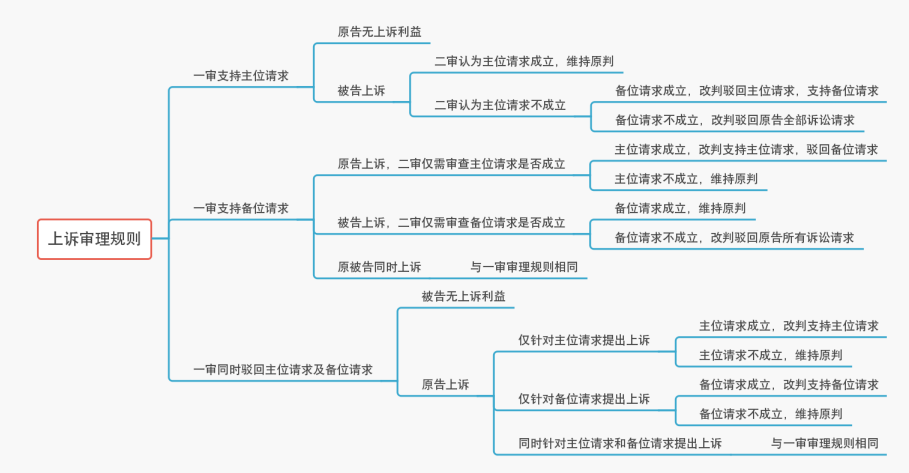 上诉审理规则
一审支持主位请求
原告无上诉利益
被告上诉
二审认为主位请求成立，维持原判
二审认为主位请求不成立
备位请求成立，改判驳回主位请求，支持备位请求
备位请求不成立，改判驳回原告全部诉讼请求
一审支持备位请求
原告上诉，二审仅需审查主位请求是否成立
主位请求成立，改判支持主位请求，驳回备位请求
主位请求不成立，维持原判
被告上诉，二审仅需审查备位请求是否成立
备位请求成立，维持原判
备位请求不成立，改判驳回原告所有诉讼请求
原被告同时上诉
与一审审理规则相同
一审同时驳回主位请求及备位请求
被告无上诉利益
原告上诉
仅针对主位请求提出上诉
主位请求成立，改判支持主位请求
主位请求不成立，维持原判
仅针对备位请求提出上诉
备位请求成立，改判支持备位请求
备位请求不成立，维持原判
同时针对主位请求和备位请求提出上诉
与一审审理规则相同